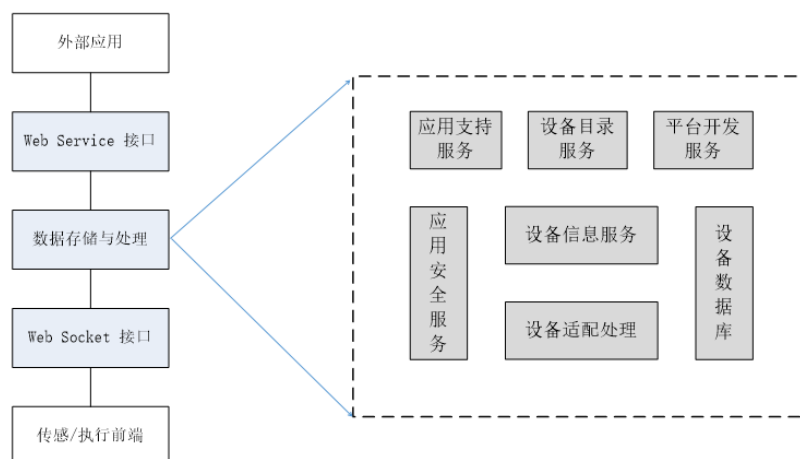 外部应用
Web Service 接口
数据存储与处理
Web Socket 接口
传感/执行前端
应用支持
服务
设备目录
服务
平台开发
服务
应用安全服务
设备信息服务
设备适配处理
设备数据库